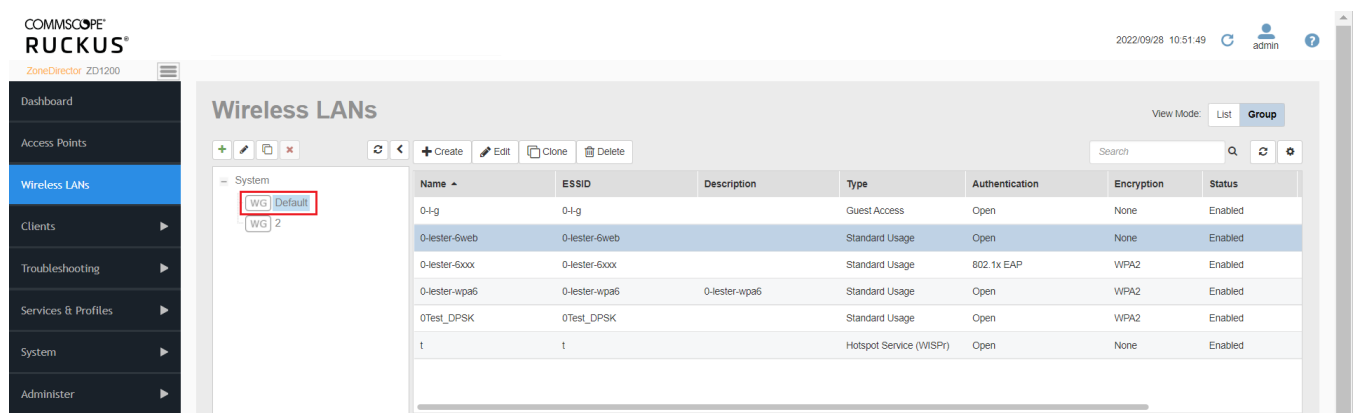 COMMSCOPE®
RUCKUS®
2022/09/28 10:51:49
admin
?
ZoneDirector ZD1200
Dashboard
Access Points
Wireless LANs
Clients
Troubleshooting
Services & Profiles
System
Administer
Wireless LANs
View Mode: List Group
Create Edit Clone Delete
Search
System
WG Default
WG 2
Name ESSID Description Type Authentication Encryption Status
0-l-g 0-l-g Guest Access Open None Enabled
0-lester-6web 0-lester-6web Standard Usage Open None Enabled
0-lester-6xxx 0-lester-6xxx Standard Usage 802.1x EAP WPA2 Enabled
0-lester-wpa6 0-lester-wpa6 0-lester-wpa6 Standard Usage Open WPA2 Enabled
0Test_DPSK 0Test_DPSK Standard Usage Open WPA2 Enabled
t t Hotspot Service (WISPr) Open None Enabled